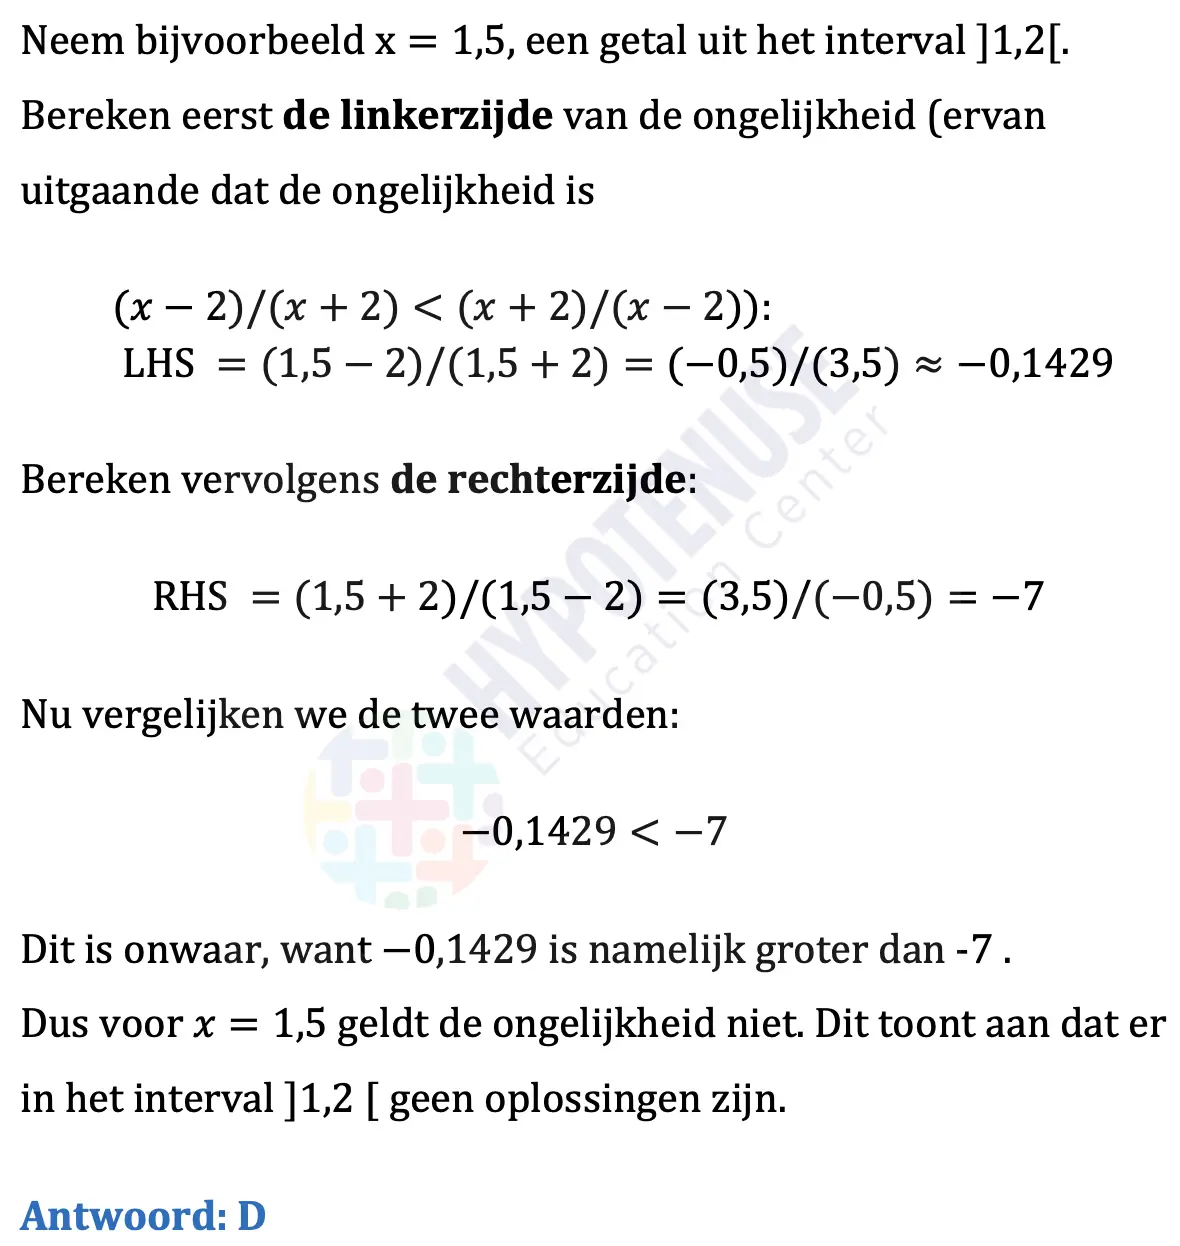 Neem bijvoorbeeld x = 1,5, een getal uit het interval ]1,2[.
Bereken eerst de linkerzijde van de ongelijkheid (ervan
uitgaande dat de ongelijkheid is
(x − 2)/(x + 2) < (x + 2)/(x − 2)):
LHS = (1,5 − 2)/(1,5 + 2) = (−0,5)/(3,5) ≈ −0,1429
Bereken vervolgens de rechterzijde:
RHS = (1,5 + 2)/(1,5 − 2) = (3,5)/(−0,5) = −7
Nu vergelijken we de twee waarden:
−0,1429 < −7
Dit is onwaar, want −0,1429 is namelijk groter dan -7 .
Dus voor x = 1,5 geldt de ongelijkheid niet. Dit toont aan dat er
in het interval ]1,2 [ geen oplossingen zijn.
Antwoord: D
HYPOTENUSE
Education Center